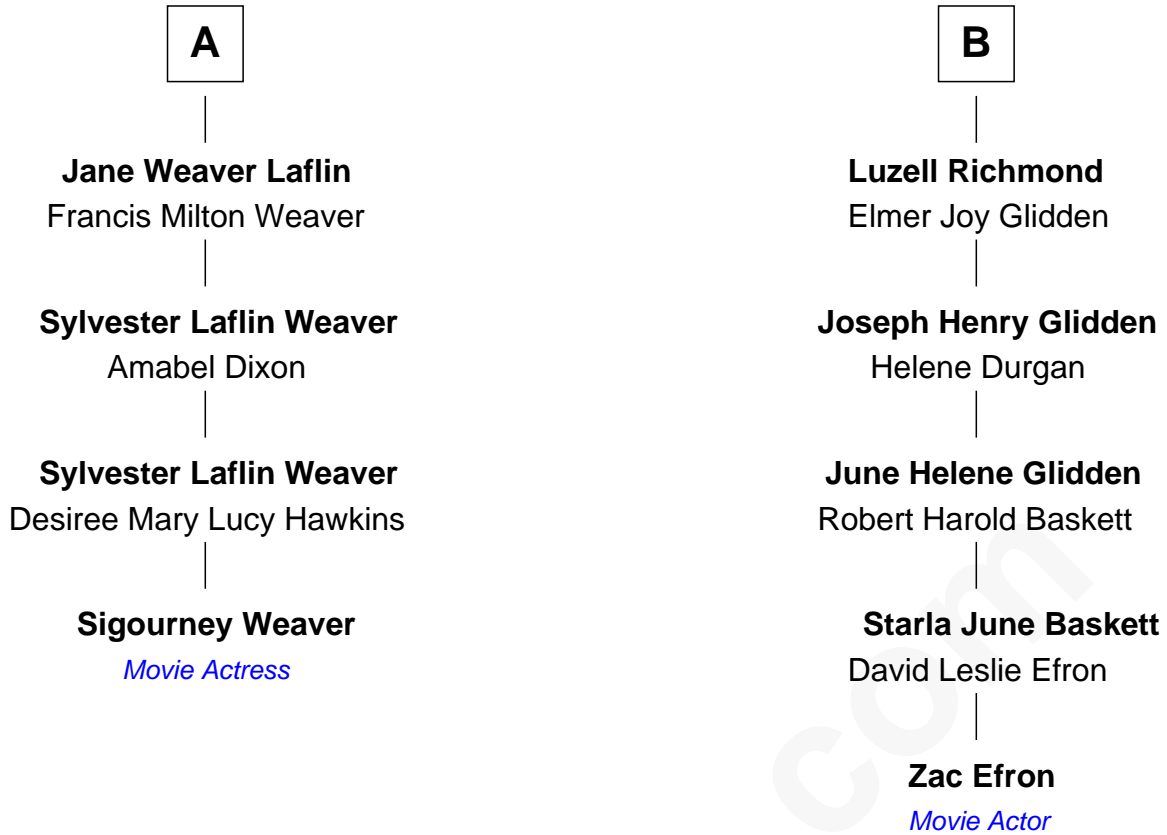 A
Jane Weaver Laflin
Francis Milton Weaver
Sylvester Laflin Weaver
Amabel Dixon
Sylvester Laflin Weaver
Desiree Mary Lucy Hawkins
Sigourney Weaver
Movie Actress
B
Luzell Richmond
Elmer Joy Glidden
Joseph Henry Glidden
Helene Durgan
June Helene Glidden
Robert Harold Baskett
Starla June Baskett
David Leslie Efron
Zac Efron
Movie Actor
com